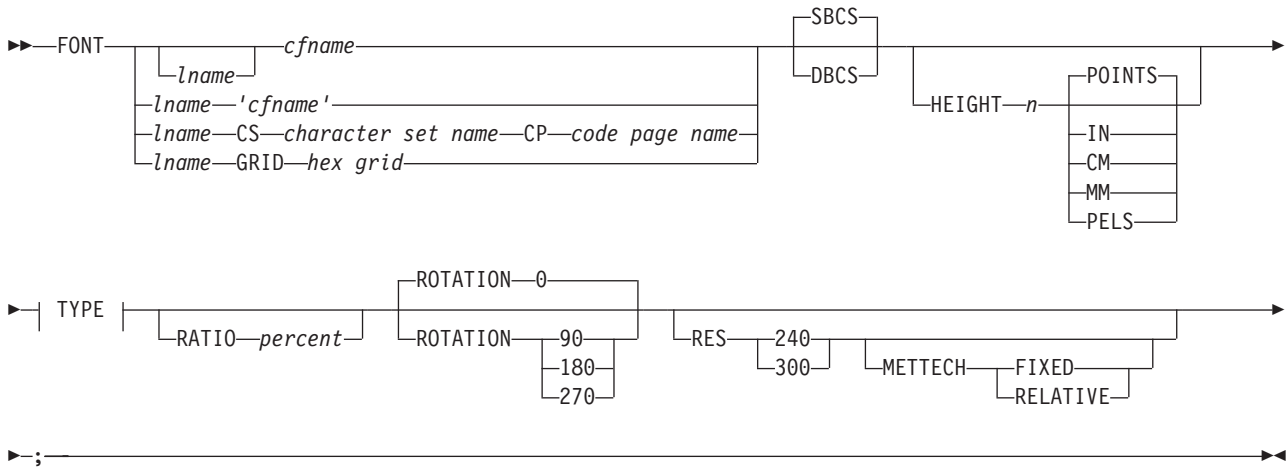 SBCS
FONT cfname DBCS
lname POINTS
lname 'cfname' HEIGHT n IN
lname CS character set name CP code page name CM
lname GRID hex grid MM
PELS
ROTATION 0
TYPE
RATIO percent ROTATION 90 RES 240
180 300 METTECH FIXED
270 RELATIVE
;